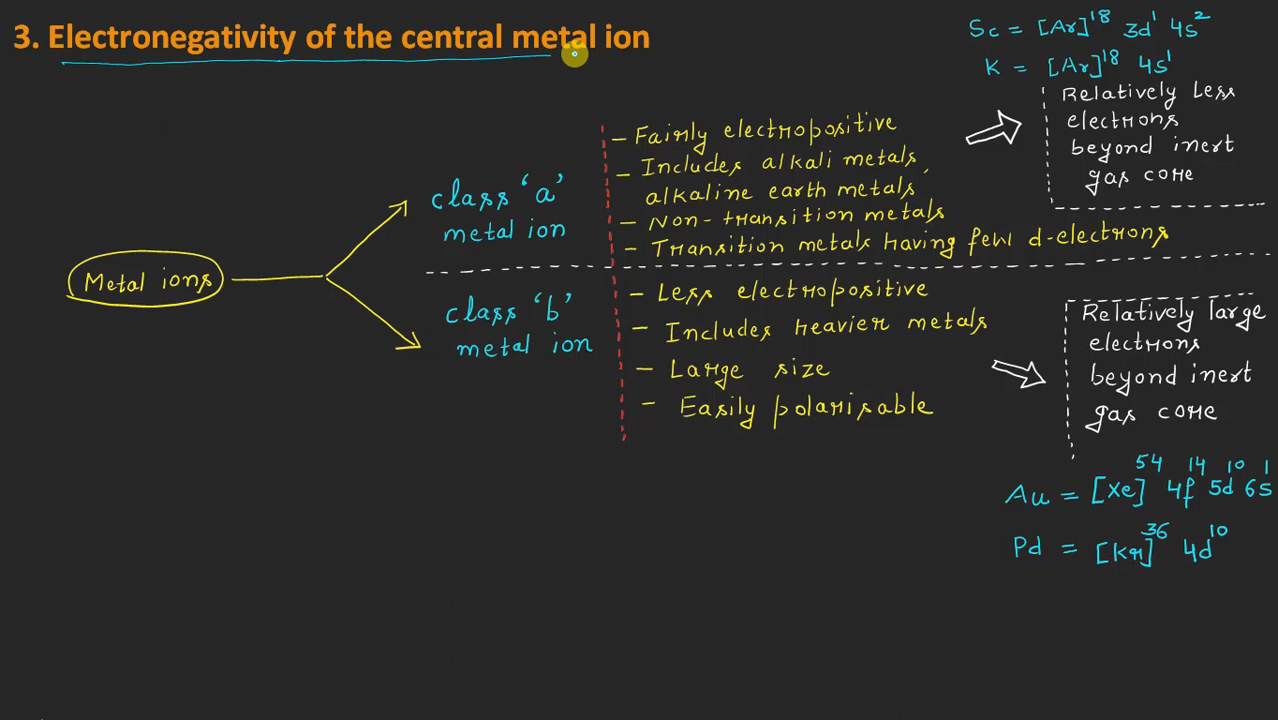 3. Electronegativity of the central metal ion
Sc = [Ar]¹⁸ 3d¹ 4s²
K = [Ar]¹⁸ 4s¹
Relatively Less
electrons
beyond inert
gas core
Metal ions
class 'a'
metal ion
- Fairly electropositive
- Includes alkali metals,
alkaline earth metals
- Non-transition metals
- Transition metals having few d-electrons
class 'b'
metal ion
- Less electropositive
- Includes heavier metals
- Large size
- Easily polarisable
Relatively large
electrons
beyond inert
gas core
Au = [Xe]⁵⁴ 4f¹⁴ 5d¹⁰ 6s¹
Pd = [Kr]³⁶ 4d¹⁰